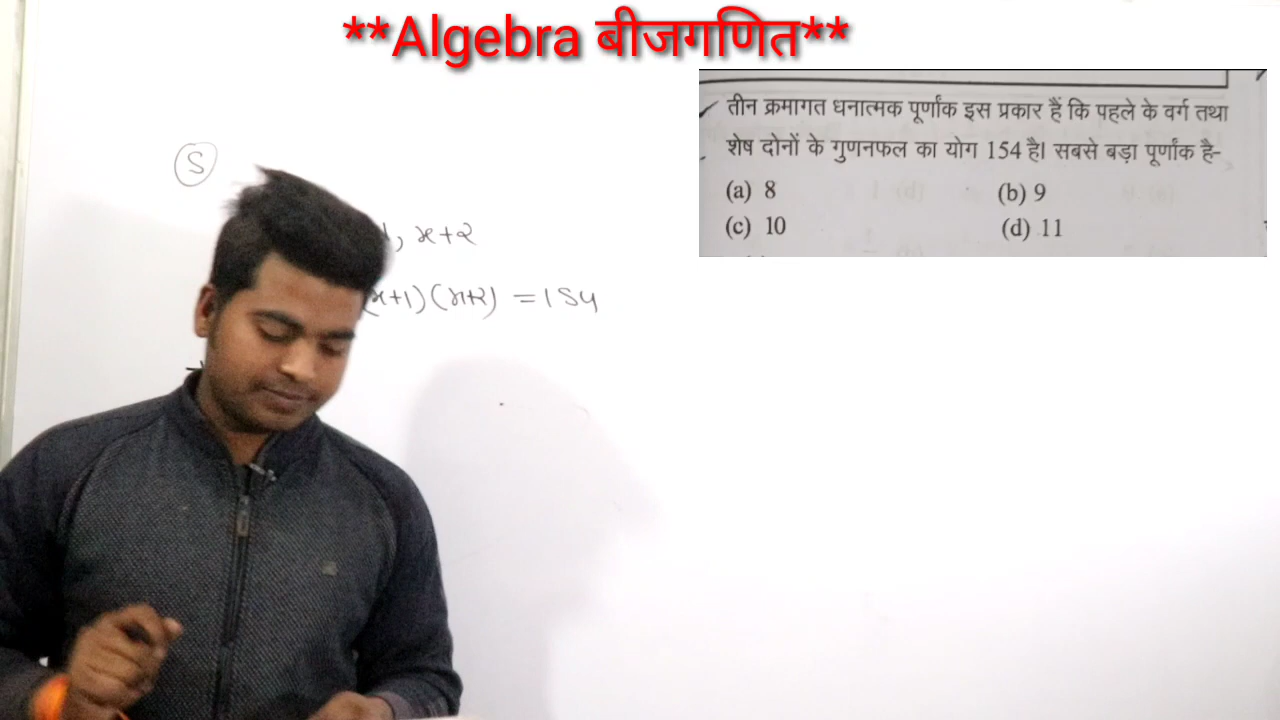 **Algebra बीजगणित**
तीन क्रमागत धनात्मक पूर्णांक इस प्रकार हैं कि पहले के वर्ग तथा
शेष दोनों के गुणनफल का योग 154 है। सबसे बड़ा पूर्णांक है-
(a) 8 (b) 9
(c) 10 (d) 11
5
, x+2
(x+1) (x+2) = 154